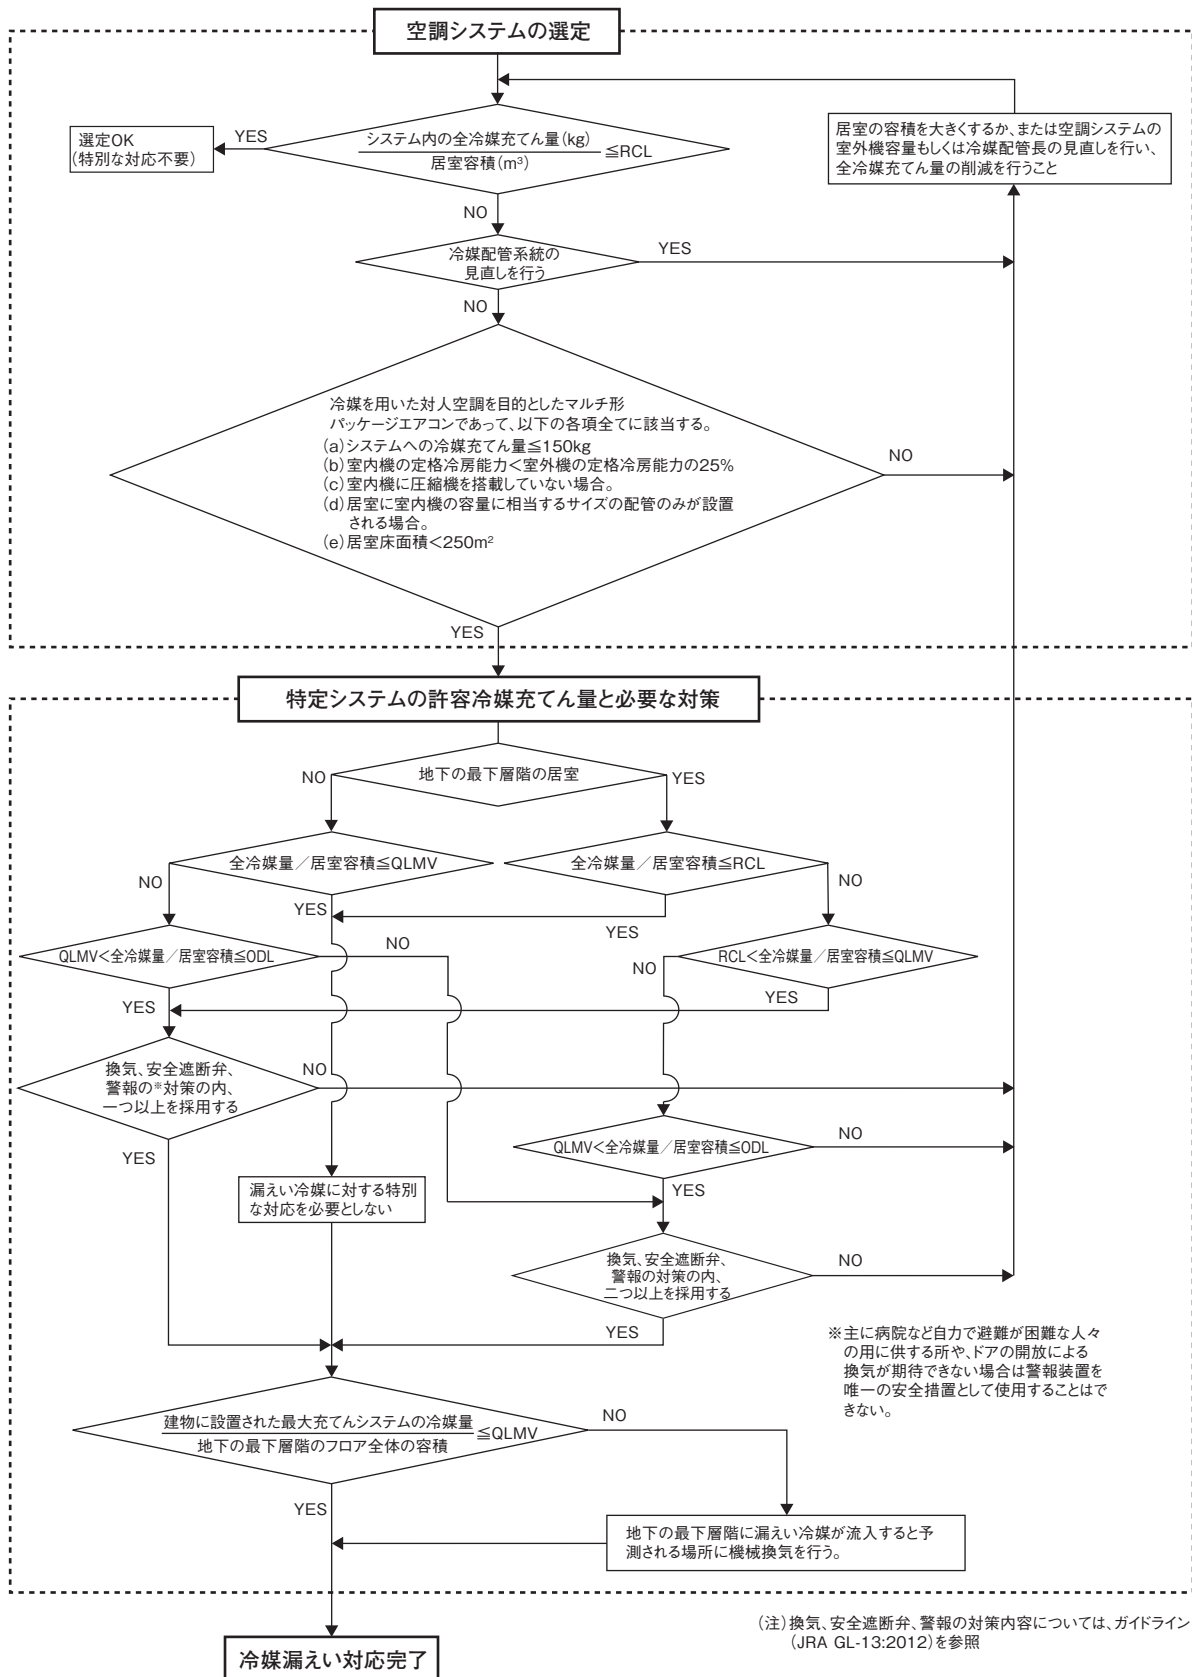 空調システムの選定
システム内の全冷媒充てん量(kg)
居室容積(m³)
≦RCL
YES
選定OK
(特別な対応不要)
居室の容積を大きくするか、または空調システムの
室外機容量もしくは冷媒配管長の見直しを行い、
全冷媒充てん量の削減を行うこと
NO
冷媒配管系統の
見直しを行う
YES
NO
冷媒を用いた対人空調を目的としたマルチ形
パッケージエアコンであって、以下の各項全てに該当する。
(a)システムへの冷媒充てん量≦150kg
(b)室内機の定格冷房能力<室外機の定格冷房能力の25%
(c)室内機に圧縮機を搭載していない場合。
(d)居室に室内機の容量に相当するサイズの配管のみが設置
される場合。
(e)居室床面積<250m²
NO
YES
特定システムの許容冷媒充てん量と必要な対策
地下の最下層階の居室
NO
YES
全冷媒量/居室容積≦QLMV
全冷媒量/居室容積≦RCL
NO
YES
YES
NO
QLMV<全冷媒量/居室容積≦ODL
NO
RCL<全冷媒量/居室容積≦QLMV
NO
YES
YES
換気、安全遮断弁、
警報の※対策の内、
一つ以上を採用する
NO
YES
QLMV<全冷媒量/居室容積≦ODL
NO
YES
漏えい冷媒に対する特別
な対応を必要としない
換気、安全遮断弁、
警報の対策の内、
二つ以上を採用する
NO
YES
※主に病院など自力で避難が困難な人々
の用に供する所や、ドアの開放による
換気が期待できない場合は警報装置を
唯一の安全措置として使用することはで
きない。
建物に設置された最大充てんシステムの冷媒量
地下の最下層階のフロア全体の容積
≦QLMV
NO
YES
地下の最下層階に漏えい冷媒が流入すると予
測される場所に機械換気を行う。
(注)換気、安全遮断弁、警報の対策内容については、ガイドライン
(JRA GL-13:2012)を参照
冷媒漏えい対応完了